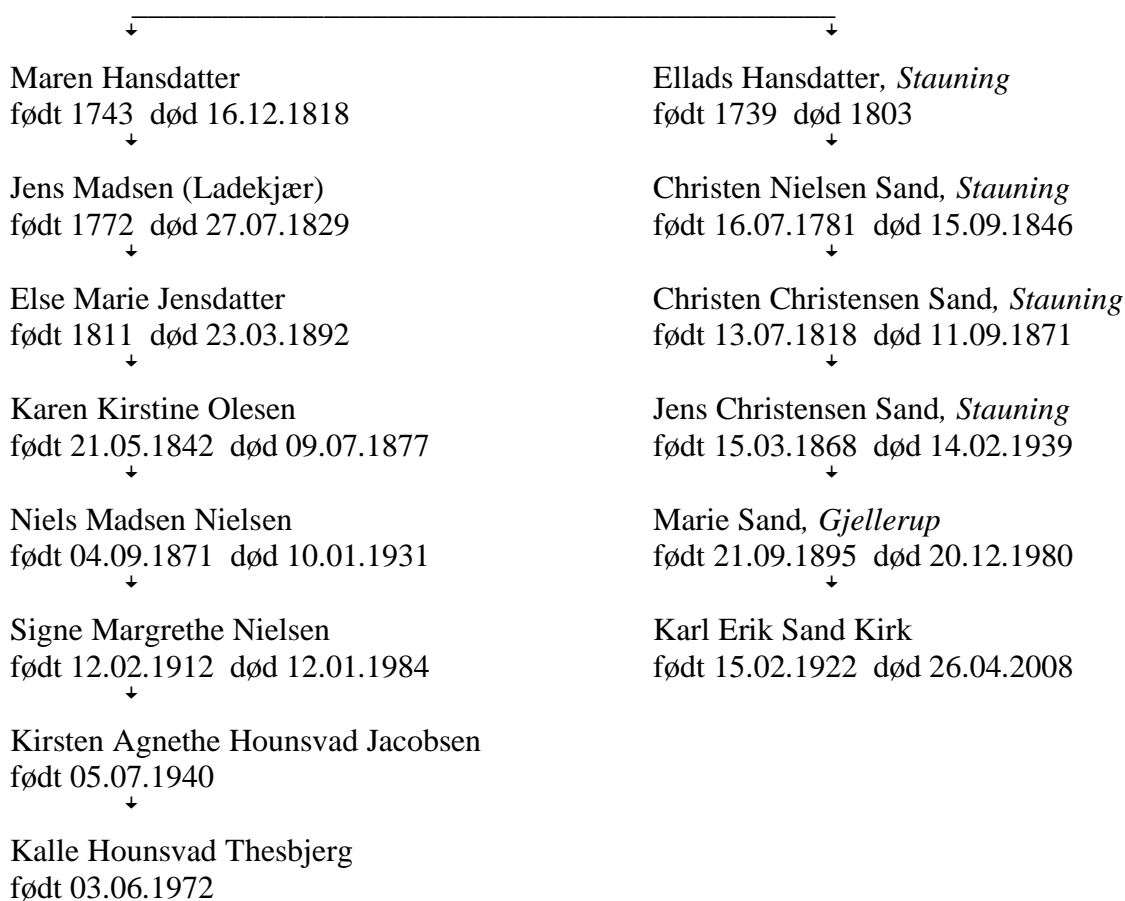 Maren Hansdatter
født 1743 død 16.12.1818
Jens Madsen (Ladekjær)
født 1772 død 27.07.1829
Else Marie Jensdatter
født 1811 død 23.03.1892
Karen Kirstine Olesen
født 21.05.1842 død 09.07.1877
Niels Madsen Nielsen
født 04.09.1871 død 10.01.1931
Signe Margrethe Nielsen
født 12.02.1912 død 12.01.1984
Kirsten Agnethe Hounsvad Jacobsen
født 05.07.1940
Kalle Hounsvad Thesbjerg
født 03.06.1972
Ellads Hansdatter, Stauning
født 1739 død 1803
Christen Nielsen Sand, Stauning
født 16.07.1781 død 15.09.1846
Christen Christensen Sand, Stauning
født 13.07.1818 død 11.09.1871
Jens Christensen Sand, Stauning
født 15.03.1868 død 14.02.1939
Marie Sand, Gjellerup
født 21.09.1895 død 20.12.1980
Karl Erik Sand Kirk
født 15.02.1922 død 26.04.2008